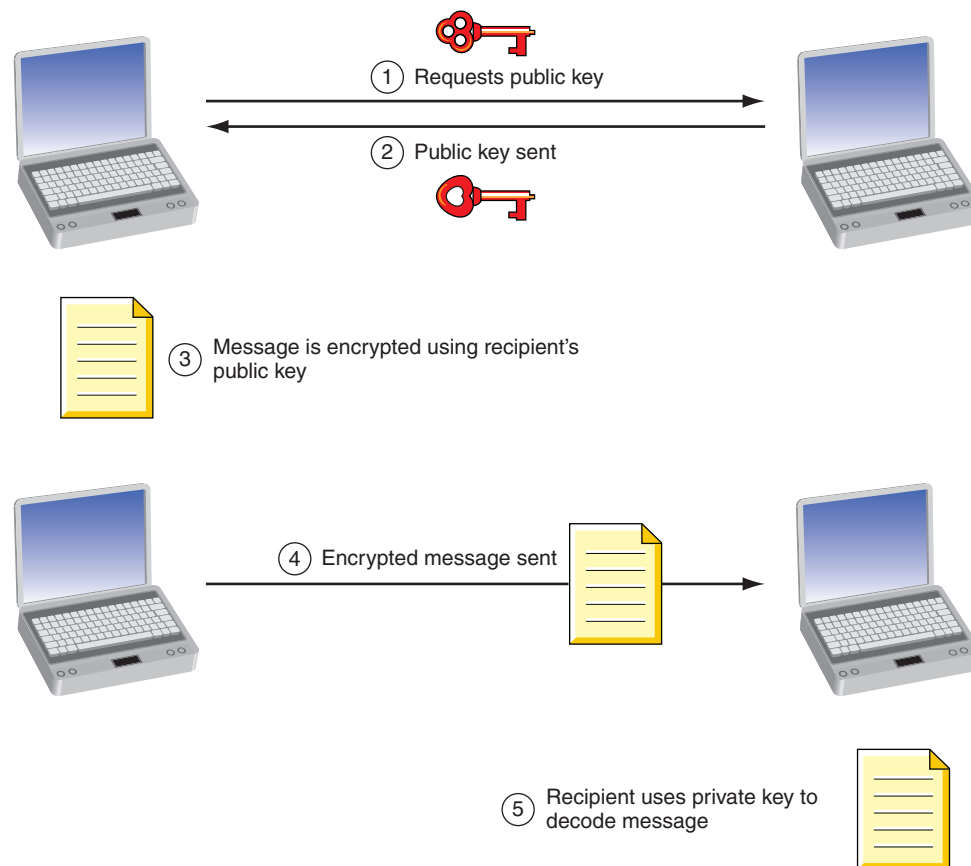 1 Requests public key
2 Public key sent
3 Message is encrypted using recipient's
public key
4 Encrypted message sent
5 Recipient uses private key to
decode message